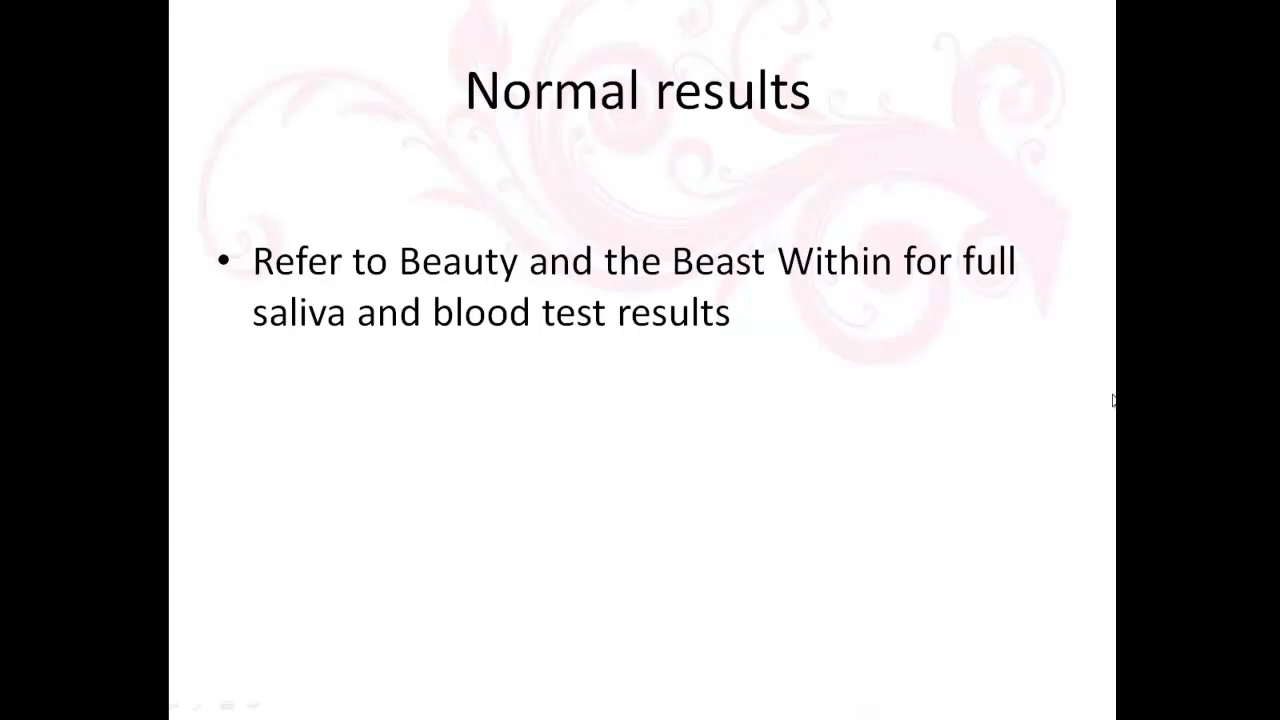 Normal results
• Refer to Beauty and the Beast Within for full
saliva and blood test results